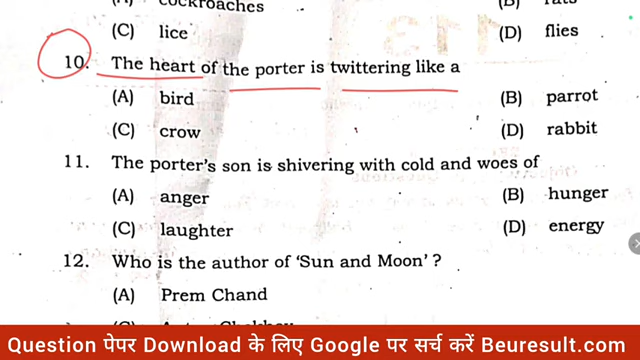 cockroaches
(C) lice (D) flies
10. The heart of the porter is twittering like a
(A) bird (B) parrot
(C) crow (D) rabbit
11. The porter's son is shivering with cold and woes of
(A) anger (B) hunger
(C) laughter (D) energy
12. Who is the author of 'Sun and Moon' ?
(A) Prem Chand
Question पेपर Download के लिए Google पर सर्च करें Beuresult.com